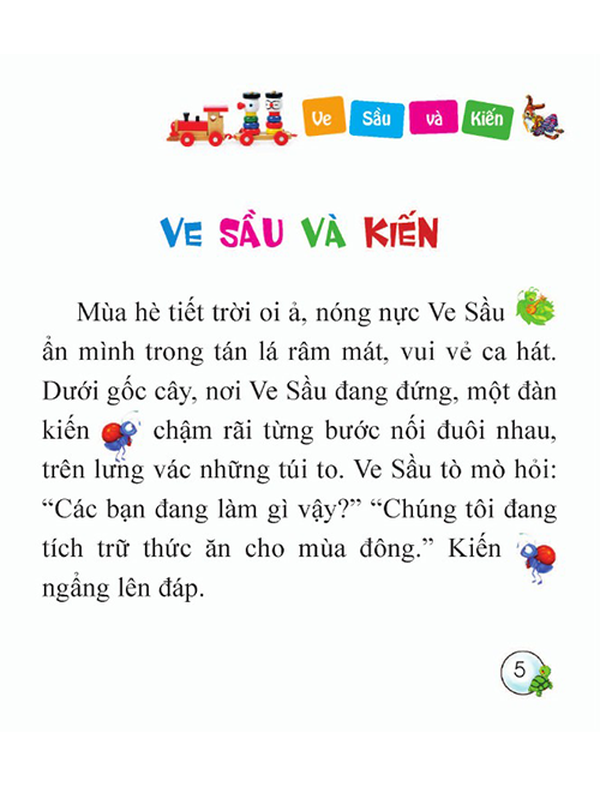 Ve Sầu và Kiến
VE SẦU VÀ KIẾN
Mùa hè tiết trời oi ả, nóng nực Ve Sầu
ẩn mình trong tán lá râm mát, vui vẻ ca hát.
Dưới gốc cây, nơi Ve Sầu đang đứng, một đàn
kiến chậm rãi từng bước nối đuôi nhau,
trên lưng vác những túi to. Ve Sầu tò mò hỏi:
“Các bạn đang làm gì vậy?” “Chúng tôi đang
tích trữ thức ăn cho mùa đông.” Kiến
ngẩng lên đáp.
5